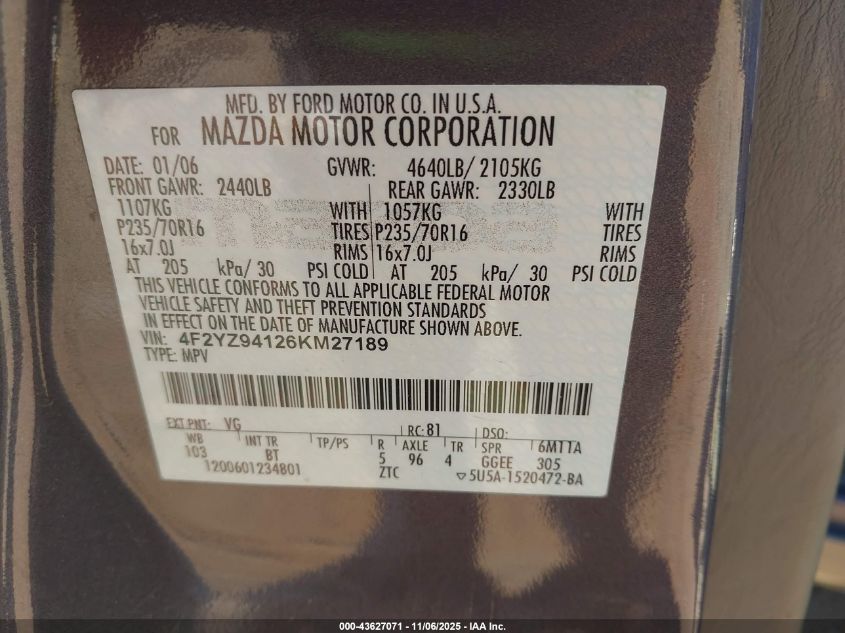 MFD. BY FORD MOTOR CO. IN U.S.A.
FOR MAZDA MOTOR CORPORATION
DATE: 01/06 GVWR: 4640LB/ 2105KG
FRONT GAWR: 2440LB REAR GAWR: 2330LB
1107KG WITH 1057KG WITH
P235/70R16 TIRES P235/70R16 TIRES
16x7.0J RIMS 16x7.0J RIMS
AT 205 kPa/ 30 PSI COLD AT 205 kPa/ 30 PSI COLD
THIS VEHICLE CONFORMS TO ALL APPLICABLE FEDERAL MOTOR
VEHICLE SAFETY AND THEFT PREVENTION STANDARDS
IN EFFECT ON THE DATE OF MANUFACTURE SHOWN ABOVE.
VIN: 4F2YZ94126KM27189
TYPE: MPV
EXT PNT: VG RC: 81 DSO:
WB INT TR TP/PS R AXLE TR SPR 6M11A
103 BT 5 96 4 GGEE 305
1200601234801 ZTC 5U5A-1520472-BA
000-43627071 - 11/06/2025 - IAA Inc.